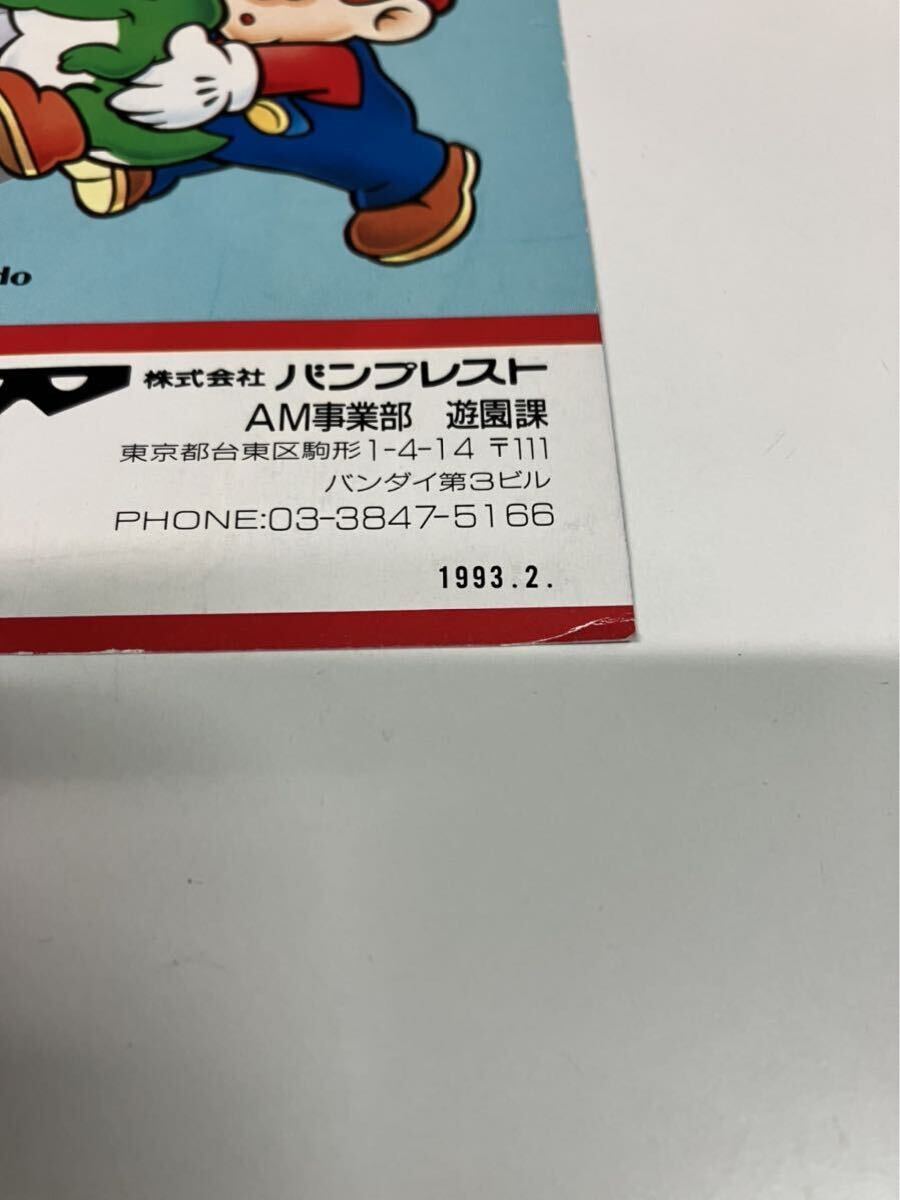 do
株式会社 バンプレスト
AM事業部 遊園課
東京都台東区駒形1-4-14 〒111
バンダイ第3ビル
PHONE:03-3847-5166
1993.2.